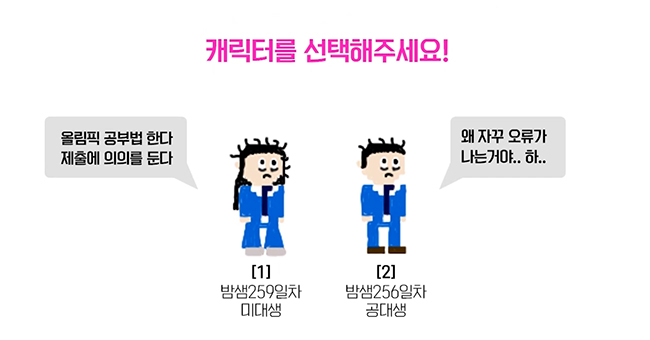 캐릭터를 선택해주세요!
올림픽 공부법 한다
제출에 의의를 둔다
왜 자꾸 오류가
나는거야.. 하..
[1]
밤샘259일차
미대생
[2]
밤샘256일차
공대생